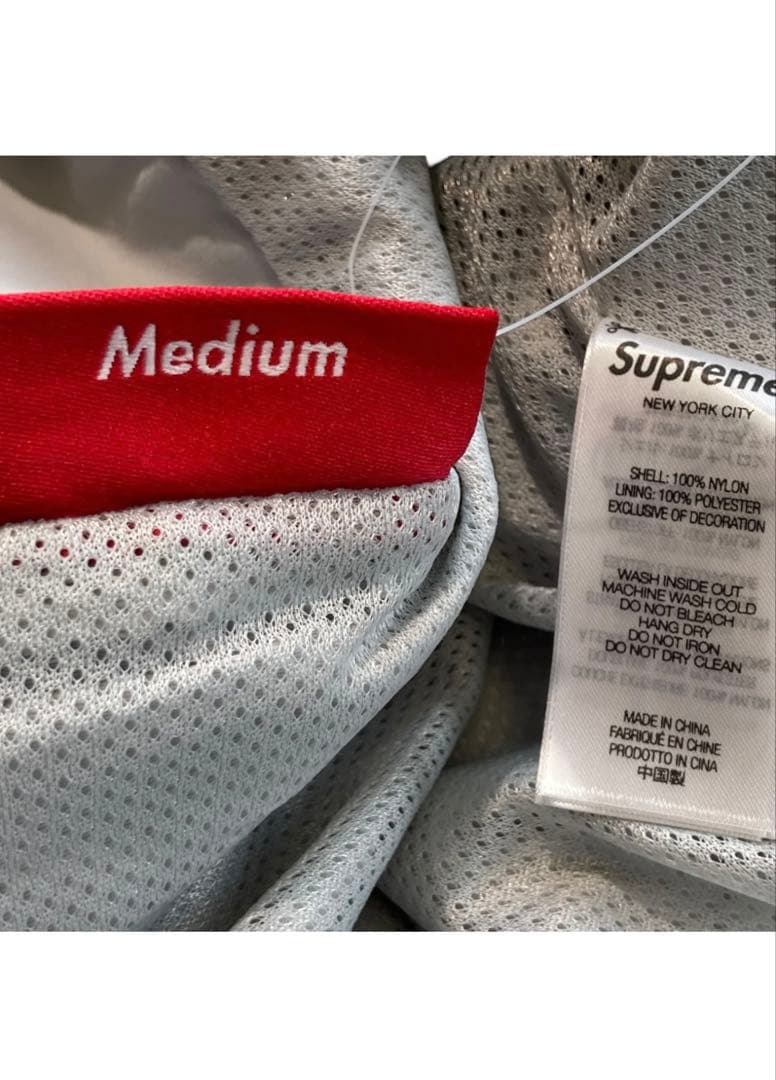 Medium
Supreme
NEW YORK CITY
SHELL: 100% NYLON
LINING: 100% POLYESTER
EXCLUSIVE OF DECORATION
WASH INSIDE OUT
MACHINE WASH COLD
DO NOT BLEACH
HANG DRY
DO NOT IRON
DO NOT DRY CLEAN
MADE IN CHINA
FABRIQUÉ EN CHINE
PRODOTTO IN CINA
中国製